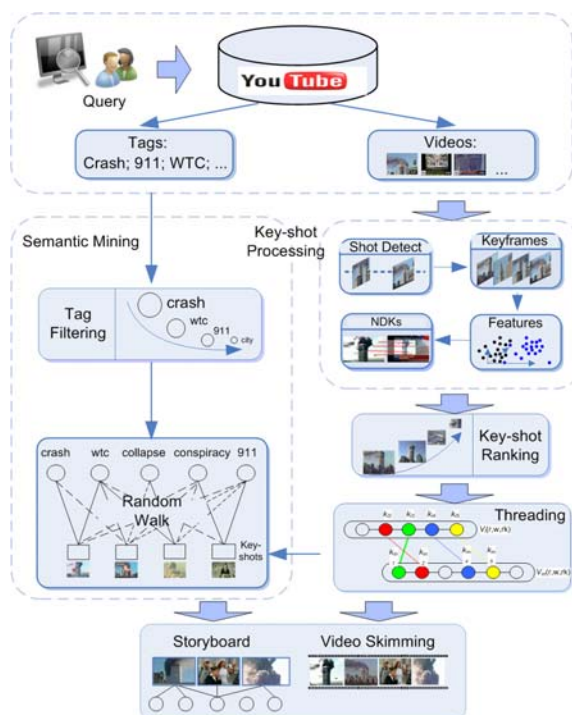 Query
You Tube
Tags:
Crash; 911; WTC; ...
Videos:
...
Semantic Mining
Key-shot
Processing
Shot Detect
Keyframes
NDKs
Features
Tag
Filtering
crash
wtc
911
city
Key-shot
Ranking
crash
wtc
collapse
conspiracy
911
Random
Walk
Key-
shots
Threading
Storyboard
Video Skimming